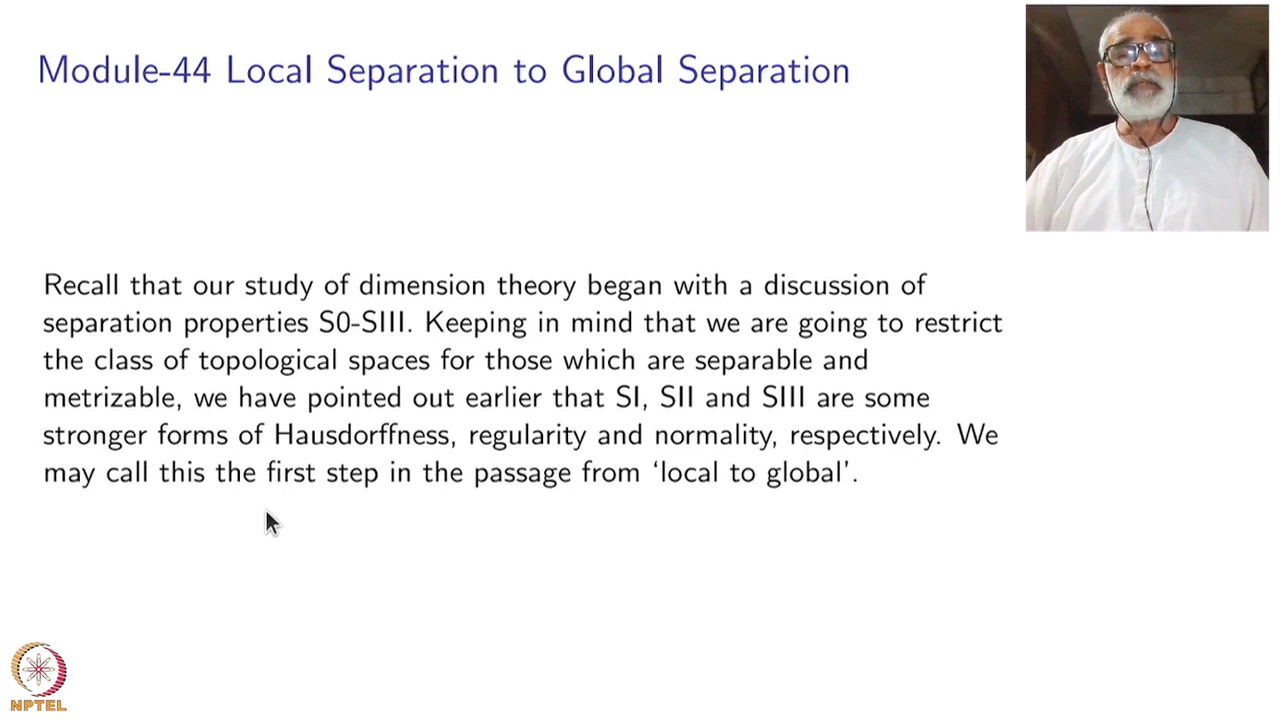 Module-44 Local Separation to Global Separation
Recall that our study of dimension theory began with a discussion of
separation properties S0-SIII. Keeping in mind that we are going to restrict
the class of topological spaces for those which are separable and
metrizable, we have pointed out earlier that SI, SII and SIII are some
stronger forms of Hausdorffness, regularity and normality, respectively. We
may call this the first step in the passage from ‘local to global’.
NPTEL